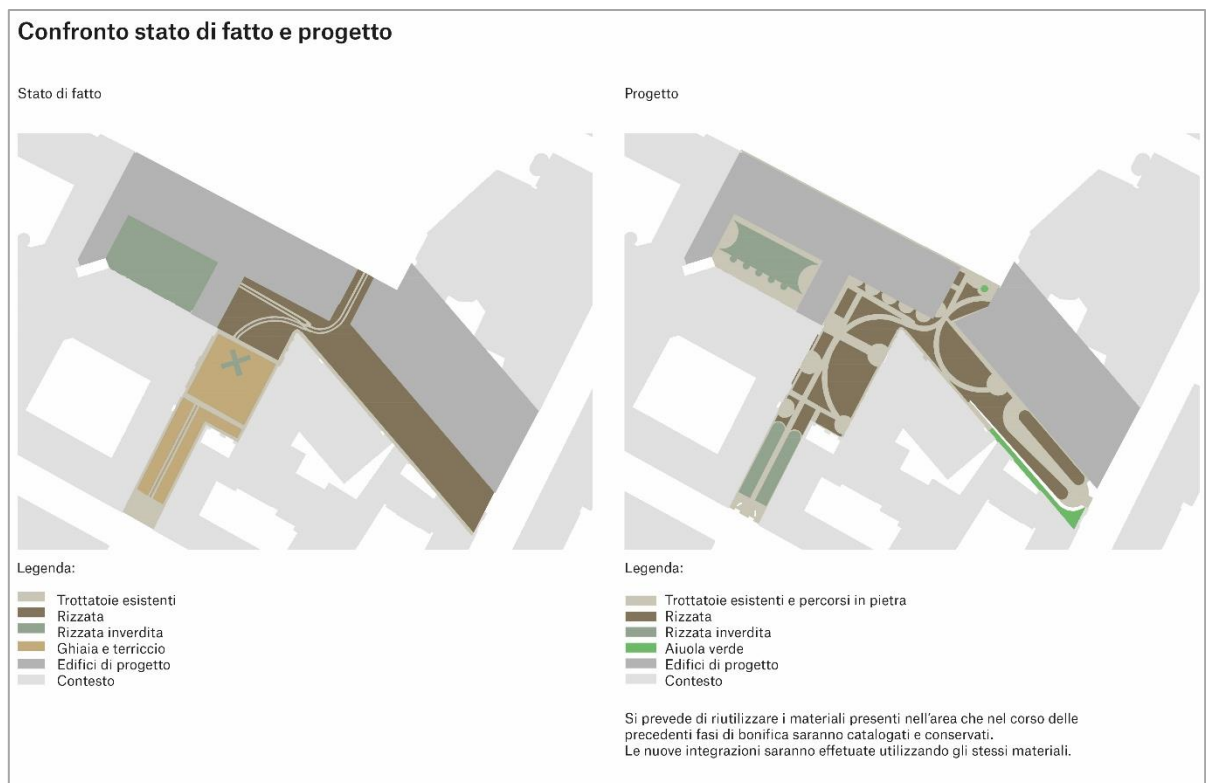 Confronto stato di fatto e progetto
Stato di fatto
Legenda:
Trottatoie esistenti
Rizzata
Rizzata inverdita
Ghiaia e terriccio
Edifici di progetto
Contesto
Progetto
Legenda:
Trottatoie esistenti e percorsi in pietra
Rizzata
Rizzata inverdita
Aiuola verde
Edifici di progetto
Contesto
Si prevede di riutilizzare i materiali presenti nell'area che nel corso delle
precedenti fasi di bonifica saranno catalogati e conservati.
Le nuove integrazioni saranno effetuate utilizzando gli stessi materiali.